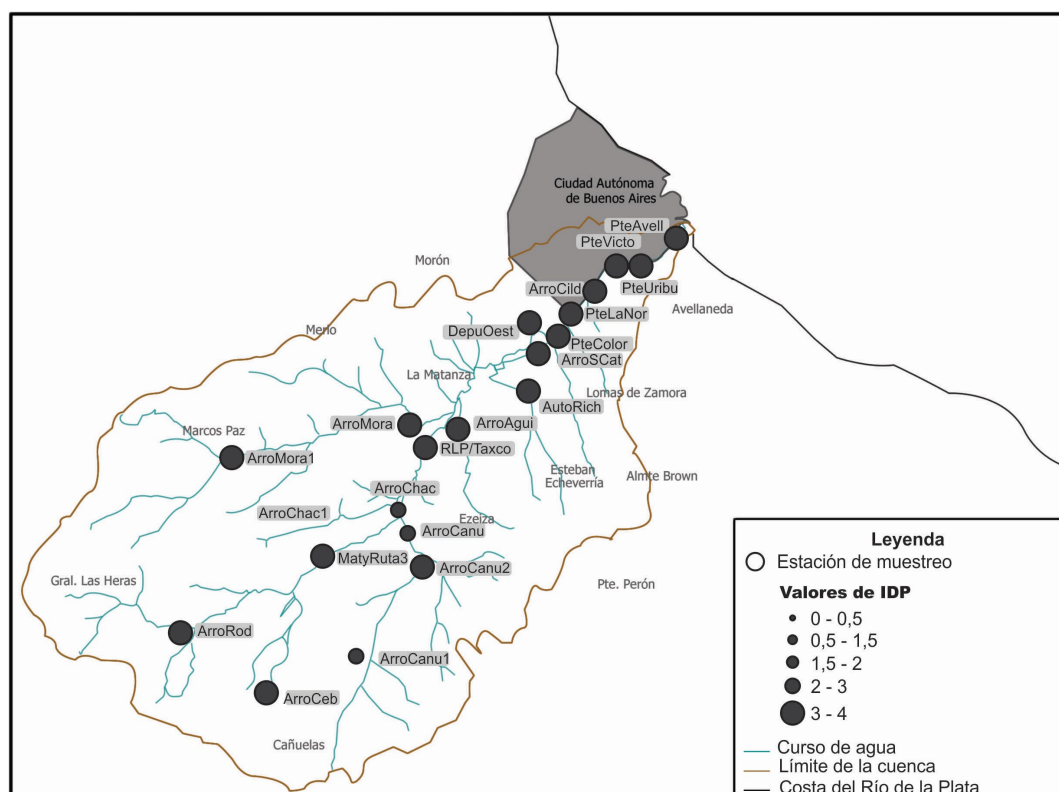 Ciudad Autónoma
de Buenos Aires
PteAvell
PteVicto
Morón
ArroCild
PteUribu
Avellaneda
PteLaNor
Merlo
DepuOest
PteColor
ArroSCat
La Matanza
Lomas de Zamora
AutoRich
ArroMora
ArroAgui
Marcos Paz
RLP/Taxco
ArroMora1
Esteban
Echeverría
Almte Brown
ArroChac
ArroChac1
Ezeiza
ArroCanu
MatyRuta3
ArroCanu2
Gral. Las Heras
Pte. Perón
ArroRod
ArroCanu1
ArroCeb
Cañuelas
Leyenda
Estación de muestreo
Valores de IDP
0 - 0,5
0,5 - 1,5
1,5 - 2
2 - 3
3 - 4
Curso de agua
Límite de la cuenca
Costa del Río de la Plata